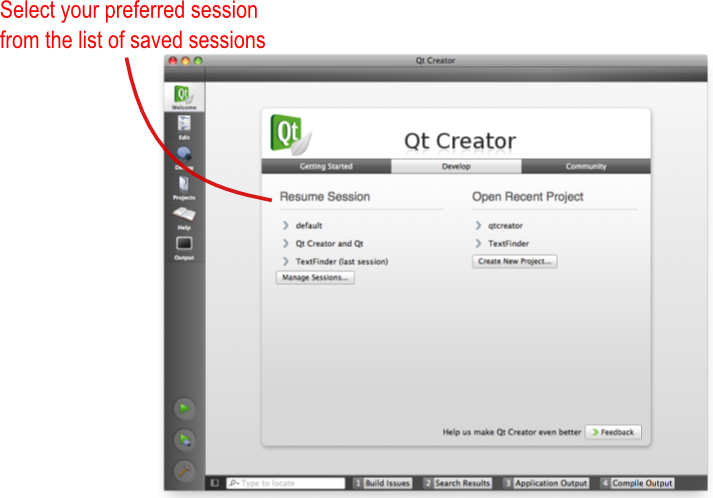 Select your preferred session
from the list of saved sessions
Qt Creator
Qt
Welcome
Edit
Debug
Projects
Help
Output
Qt
Qt Creator
Getting Started
Develop
Community
Resume Session
default
Qt Creator and Qt
TextFinder (last session)
Manage Sessions...
Open Recent Project
qtcreator
TextFinder
Create New Project...
Help us make Qt Creator even better
Feedback
Type to locate
1 Build Issues
2 Search Results
3 Application Output
4 Compile Output